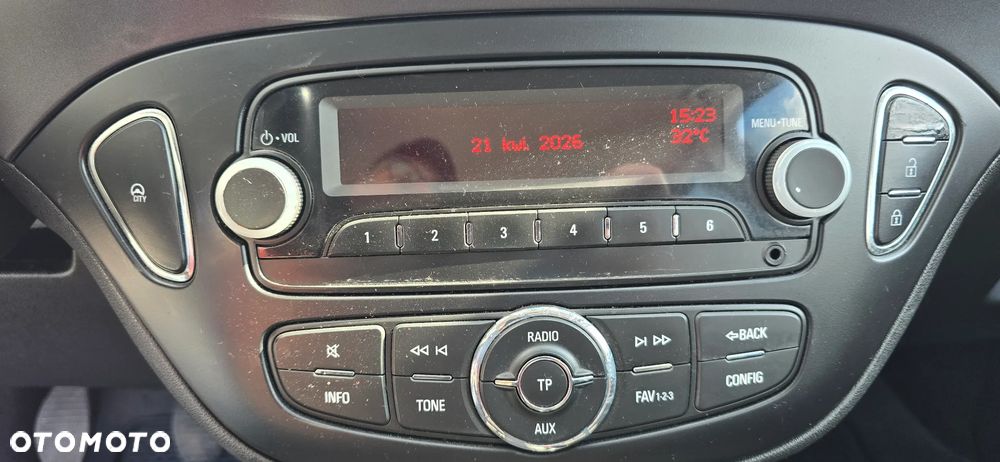 15:23
VOL
MENU•TUNE
21 kwi. 2026
32°C
CITY
1 2 3 4 5 6
RADIO
BACK
TP
INFO
TONE
FAV1-2-3
CONFIG
AUX
OTOMOTO